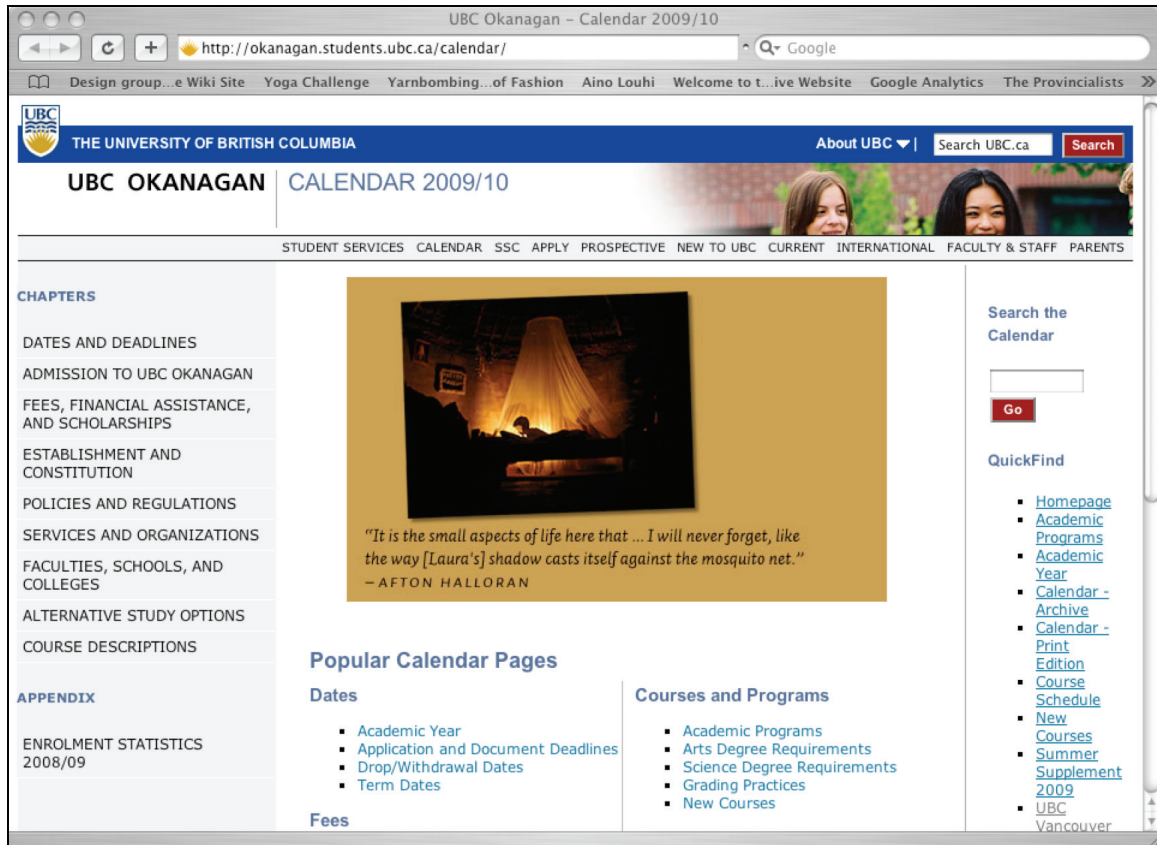 UBC Okanagan – Calendar 2009/10
http://okanagan.students.ubc.ca/calendar/
Google
Design group...e Wiki Site Yoga Challenge Yarnbombing...of Fashion Aino Louhi Welcome to t...ive Website Google Analytics The Provincialists
UBC
THE UNIVERSITY OF BRITISH COLUMBIA
About UBC
Search UBC.ca
Search
UBC OKANAGAN
CALENDAR 2009/10
STUDENT SERVICES CALENDAR SSC APPLY PROSPECTIVE NEW TO UBC CURRENT INTERNATIONAL FACULTY & STAFF PARENTS
CHAPTERS
DATES AND DEADLINES
ADMISSION TO UBC OKANAGAN
FEES, FINANCIAL ASSISTANCE,
AND SCHOLARSHIPS
ESTABLISHMENT AND
CONSTITUTION
POLICIES AND REGULATIONS
SERVICES AND ORGANIZATIONS
FACULTIES, SCHOOLS, AND
COLLEGES
ALTERNATIVE STUDY OPTIONS
COURSE DESCRIPTIONS
APPENDIX
ENROLMENT STATISTICS
2008/09
"It is the small aspects of life here that ... I will never forget, like
the way [Laura's] shadow casts itself against the mosquito net."
– AFTON HALLORAN
Popular Calendar Pages
Dates
Academic Year
Application and Document Deadlines
Drop/Withdrawal Dates
Term Dates
Fees
Courses and Programs
Academic Programs
Arts Degree Requirements
Science Degree Requirements
Grading Practices
New Courses
Search the
Calendar
Go
QuickFind
Homepage
Academic
Programs
Academic
Year
Calendar -
Archive
Calendar -
Print
Edition
Course
Schedule
New
Courses
Summer
Supplement
2009
UBC
Vancouver